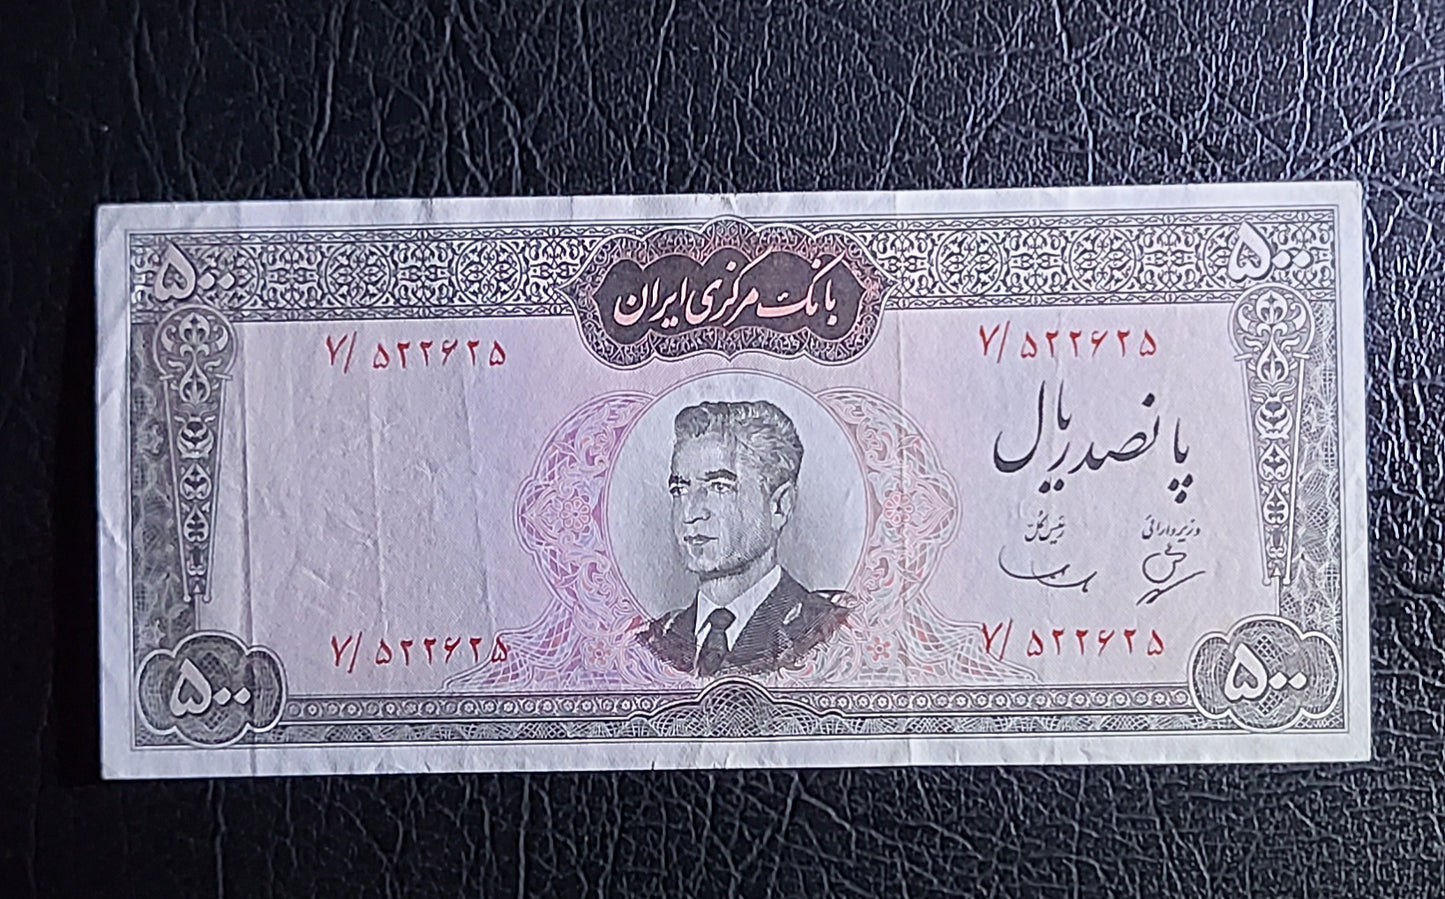 ۵۰۰
بانک مرکزی ایران
۵۰۰
۷/۵۲۲۶۲۵
۷/۵۲۲۶۲۵
پانصد ریال
وزیر دارائی
رئیس کل
۷/۵۲۲۶۲۵
۷/۵۲۲۶۲۵
۵۰۰
۵۰۰